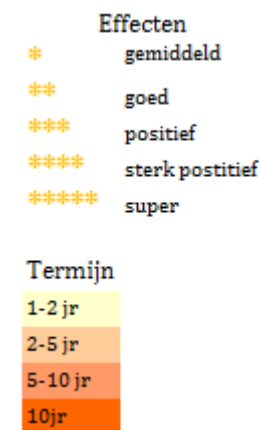 Effecten
* gemiddeld
** goed
*** positief
**** sterk postitief
***** super
Termijn
1-2 jr
2-5 jr
5-10 jr
10jr